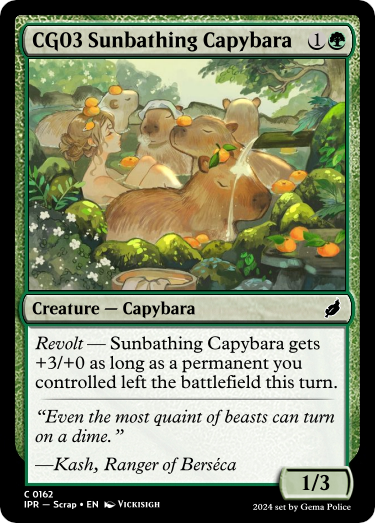 CG03 Sunbathing Capybara 1
Creature — Capybara
Revolt — Sunbathing Capybara gets
+3/+0 as long as a permanent you
controlled left the battlefield this turn.
“Even the most quaint of beasts can turn
on a dime.”
—Kash, Ranger of Berséca
1/3
C 0162
IPR — Scrap • EN Vickisigh
2024 set by Gema Police